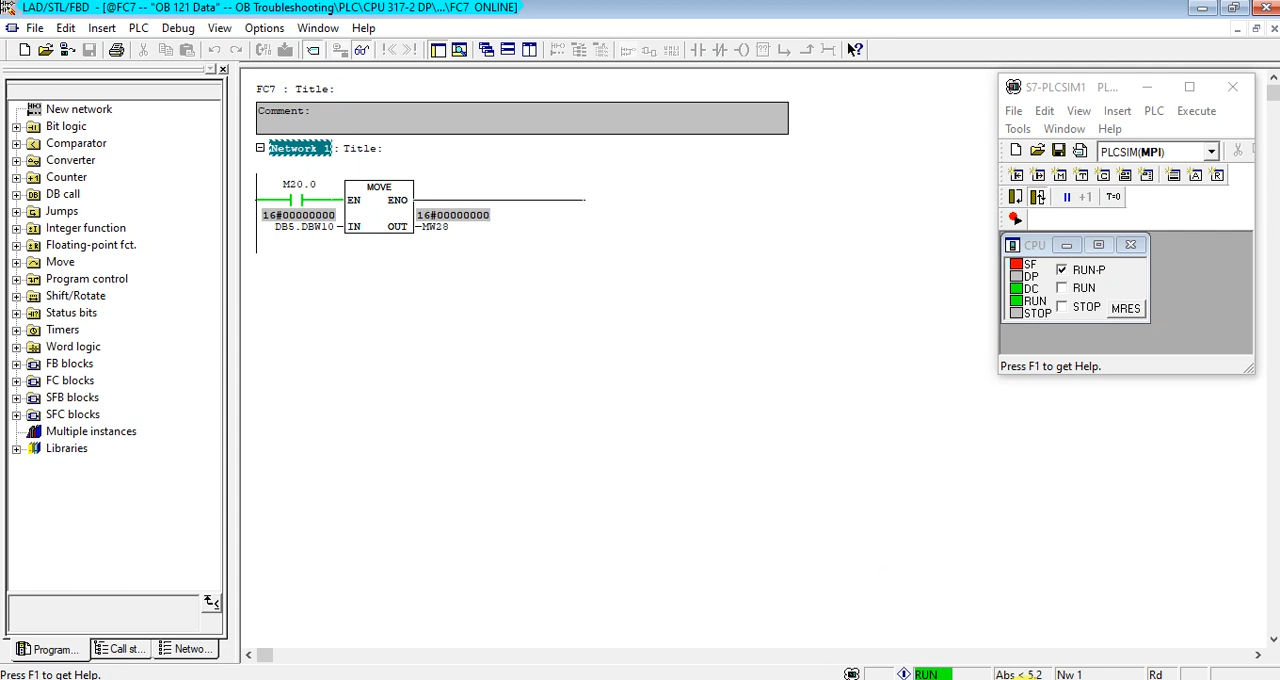 LAD/STL/FBD - [@FC7 -- "OB 121 Data" -- OB Troubleshooting\PLC\CPU 317-2 DP\...\FC7 ONLINE]
File Edit Insert PLC Debug View Options Window Help
New network
Bit logic
Comparator
Converter
Counter
DB call
Jumps
Integer function
Floating-point fct.
Move
Program control
Shift/Rotate
Status bits
Timers
Word logic
FB blocks
FC blocks
SFB blocks
SFC blocks
Multiple instances
Libraries
Program... Call st... Netwo...
FC7 : Title:
Comment:
Network 1: Title:
M20.0 MOVE
EN ENO
16#00000000 16#00000000
DB5.DBW10 IN OUT MW28
S7-PLCSIM1 PL...
File Edit View Insert PLC Execute
Tools Window Help
PLCSIM(MPI)
+1 T=0
CPU
SF
DP RUN-P
DC RUN
RUN
STOP STOP MRES
Press F1 to get Help.
Press F1 to get Help. RUN Abs < 5.2 Nw 1 Rd